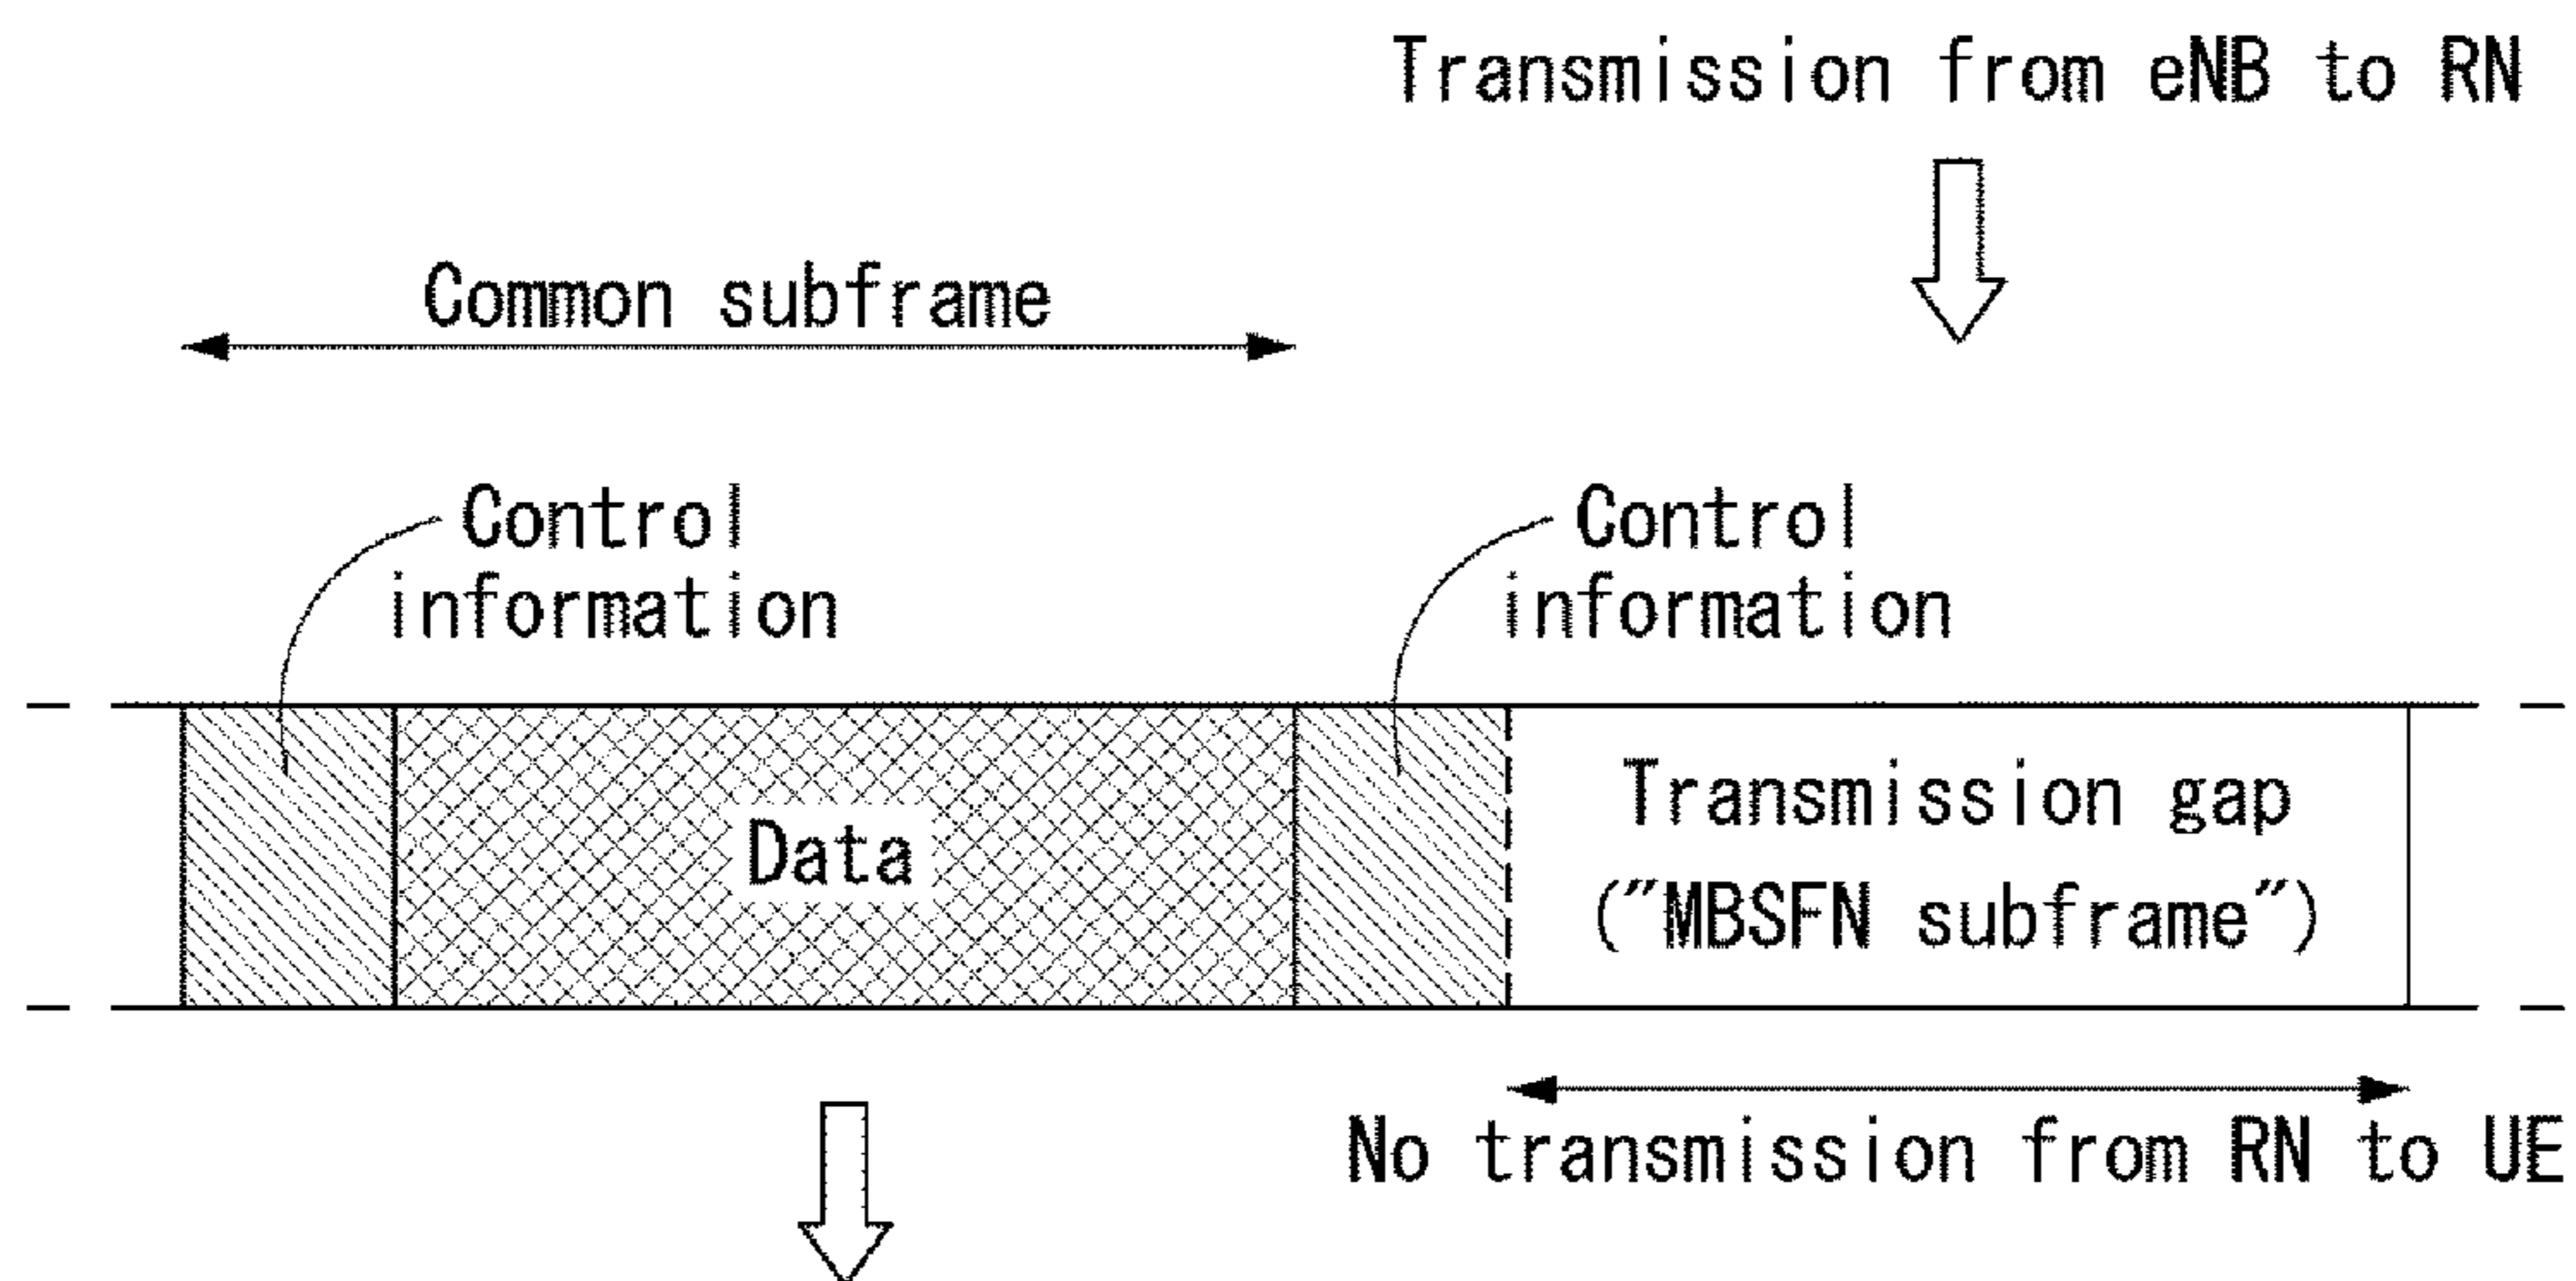 Transmission from eNB to RN
Common subframe
Control
information
Control
information
Data
Transmission gap
("MBSFN subframe")
No transmission from RN to UE